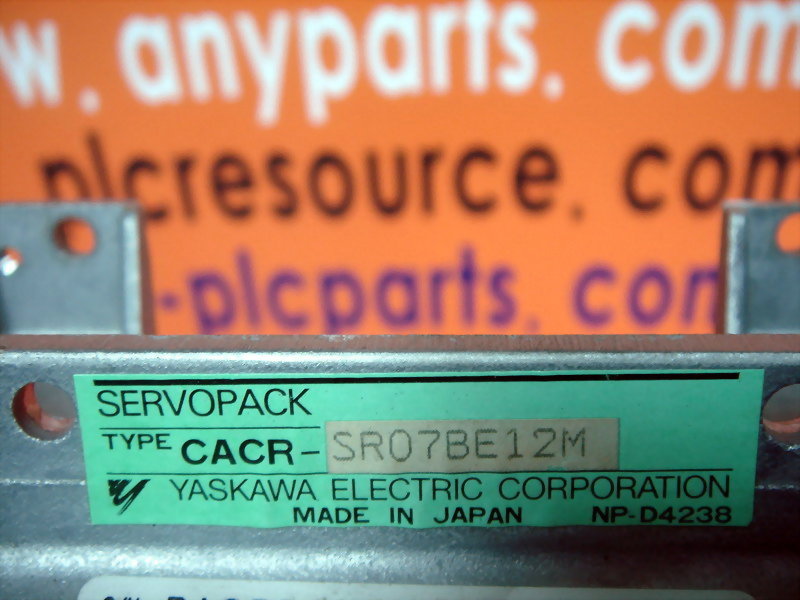 w. anyparts. com
plcresource. com
-plcparts. com
SERVOPACK
TYPE CACR-SR07BE12M
YASKAWA ELECTRIC CORPORATION
MADE IN JAPAN NP-D4238